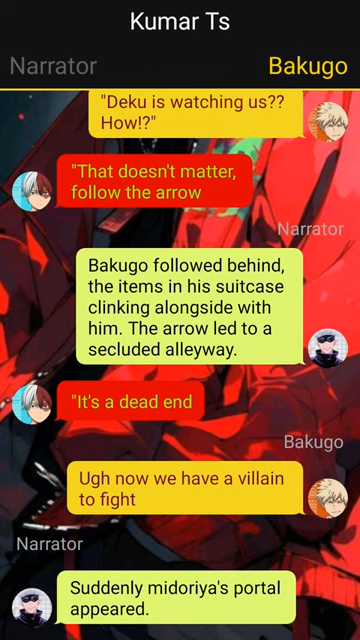 Kumar Ts
Narrator
Bakugo
"Deku is watching us??
How!?"
"That doesn't matter,
follow the arrow
Narrator
Bakugo followed behind,
the items in his suitcase
clinking alongside with
him. The arrow led to a
secluded alleyway.
"It's a dead end
Bakugo
Ugh now we have a villain
to fight
Narrator
Suddenly midoriya's portal
appeared.